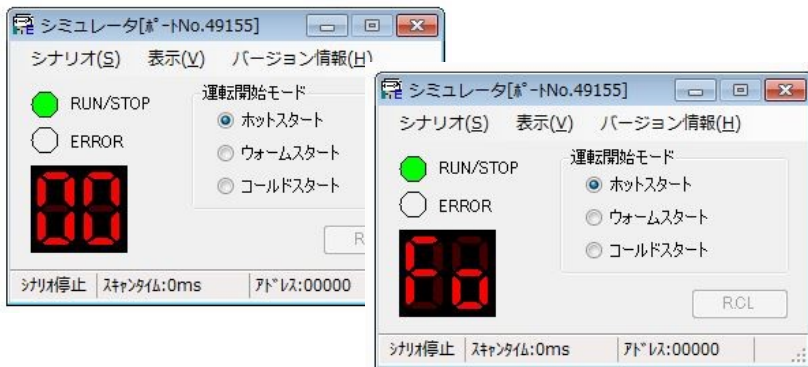 シミュレータ[ﾎﾟｰﾄNo.49155]
シナリオ(S) 表示(V) バージョン情報(H)
RUN/STOP
ERROR
00
運転開始モード
ホットスタート
ウォームスタート
コールドスタート
R
ｼﾅﾘｵ停止 ｽｷｬﾝﾀｲﾑ:0ms ｱﾄﾞﾚｽ:00000
シミュレータ[ﾎﾟｰﾄNo.49155]
シナリオ(S) 表示(V) バージョン情報(H)
RUN/STOP
ERROR
Fo
運転開始モード
ホットスタート
ウォームスタート
コールドスタート
RCL
ｼﾅﾘｵ停止 ｽｷｬﾝﾀｲﾑ:0ms ｱﾄﾞﾚｽ:00000